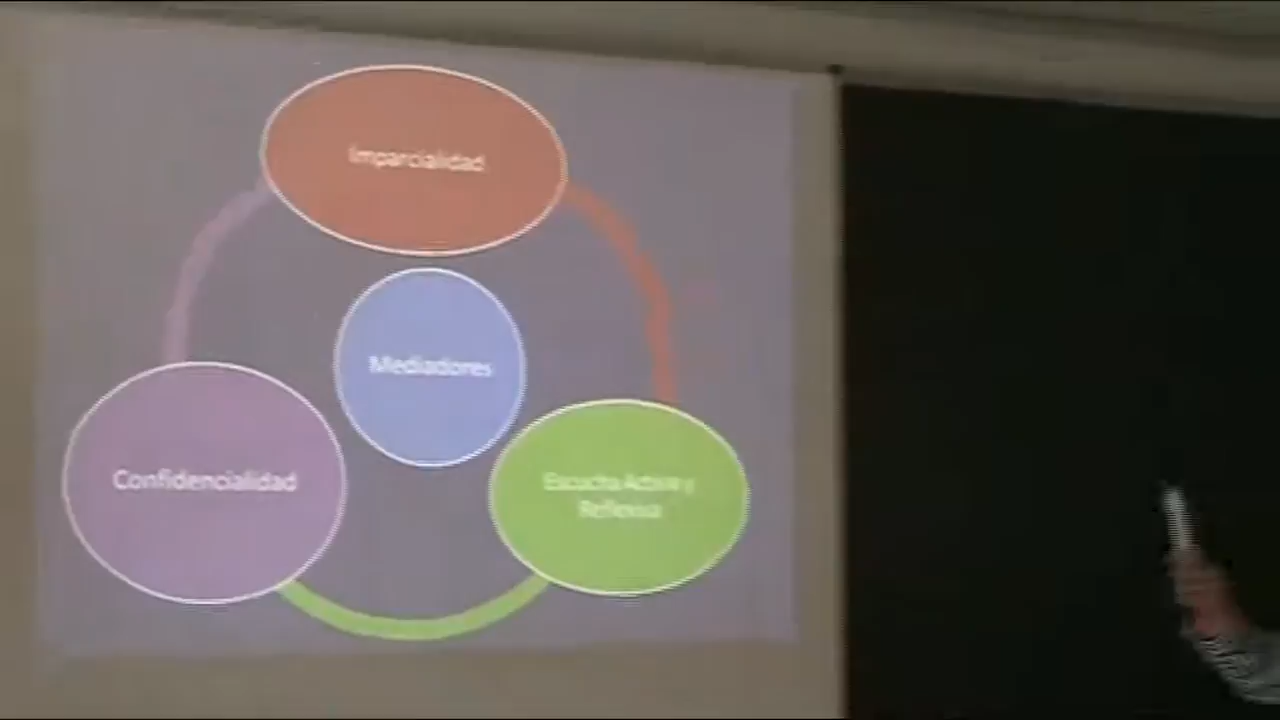 Imparcialidad
Mediadores
Confidencialidad
Escucha Activa y
Reflexiva